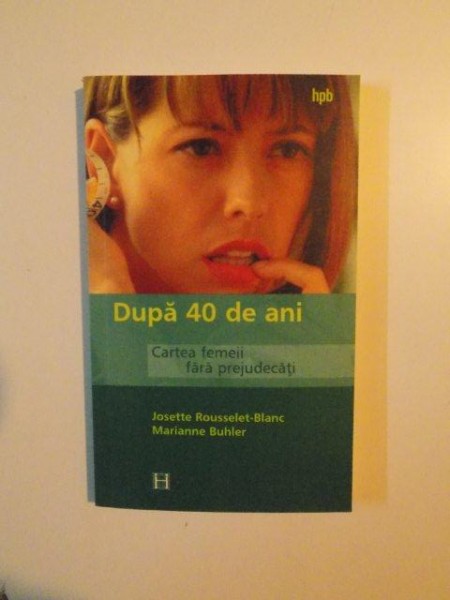 hpb
După 40 de ani
Cartea femeii
fără prejudecăți
Josette Rousselet-Blanc
Marianne Buhler
H